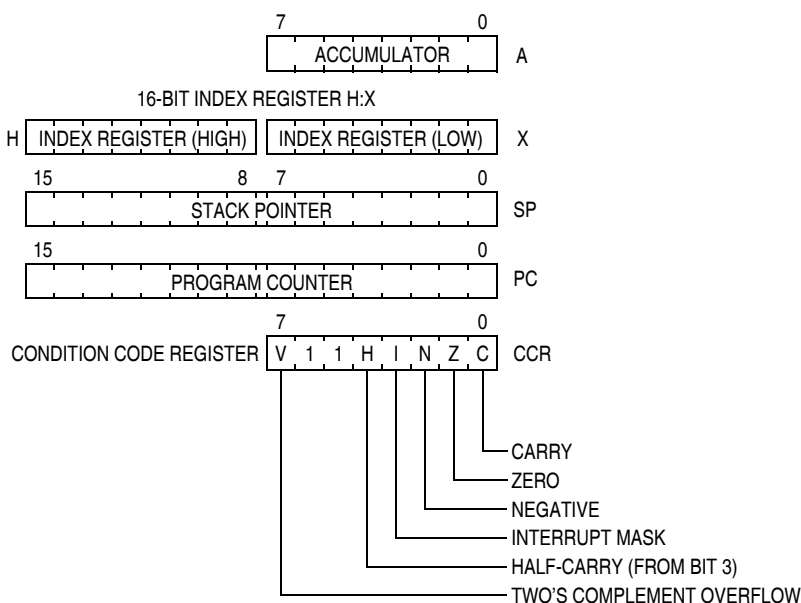 7 0
ACCUMULATOR A
16-BIT INDEX REGISTER H:X
H INDEX REGISTER (HIGH) INDEX REGISTER (LOW) X
15 8 7 0
STACK POINTER SP
15 0
PROGRAM COUNTER PC
7 0
CONDITION CODE REGISTER V 1 1 H I N Z C CCR
CARRY
ZERO
NEGATIVE
INTERRUPT MASK
HALF-CARRY (FROM BIT 3)
TWO'S COMPLEMENT OVERFLOW